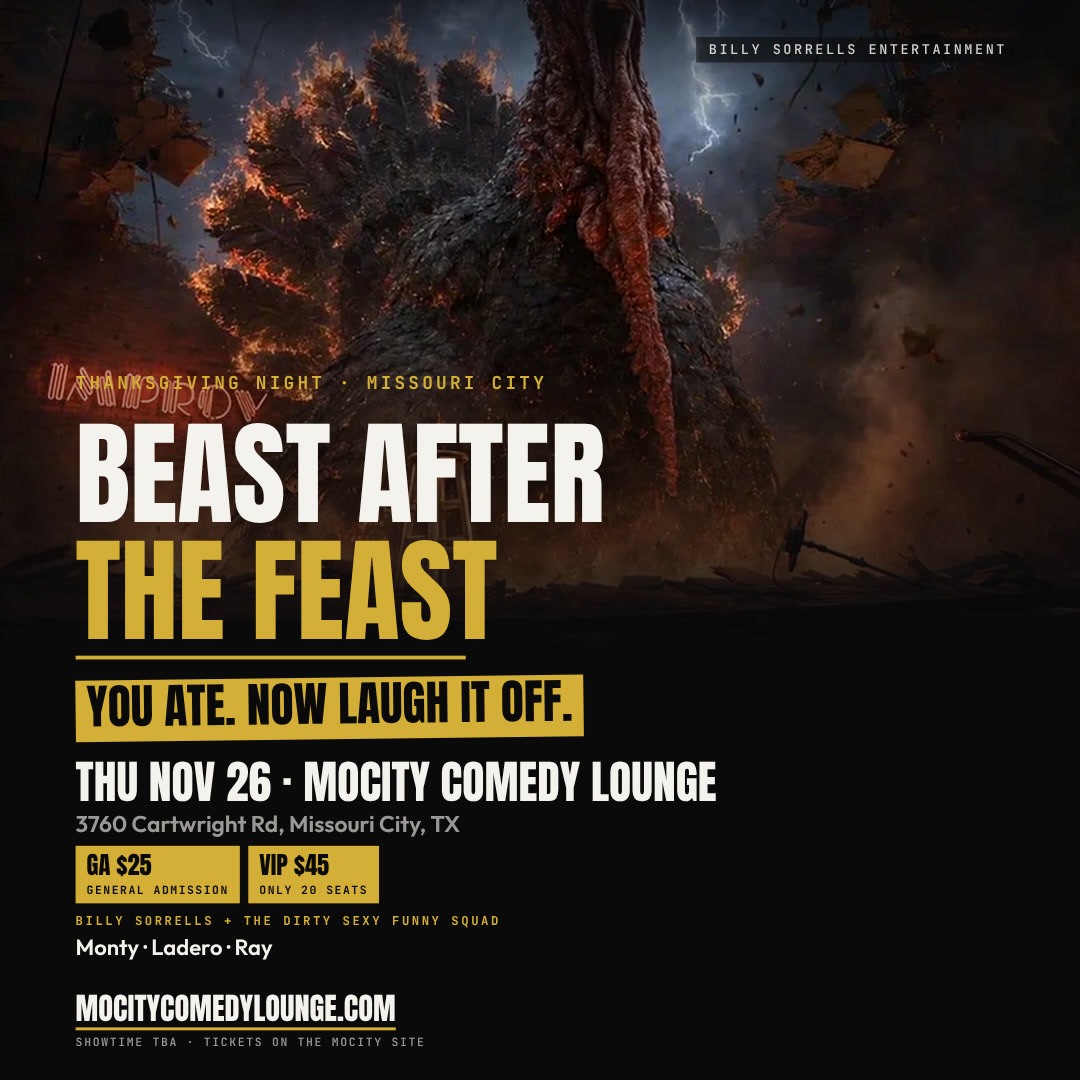 BILLY SORRELLS ENTERTAINMENT
IMPROV
THANKSGIVING NIGHT · MISSOURI CITY
BEAST AFTER
THE FEAST
YOU ATE. NOW LAUGH IT OFF.
THU NOV 26 · MOCITY COMEDY LOUNGE
3760 Cartwright Rd, Missouri City, TX
GA $25
GENERAL ADMISSION
VIP $45
ONLY 20 SEATS
BILLY SORRELLS + THE DIRTY SEXY FUNNY SQUAD
Monty · Ladero · Ray
MOCITYCOMEDYLOUNGE.COM
SHOWTIME TBA · TICKETS ON THE MOCITY SITE